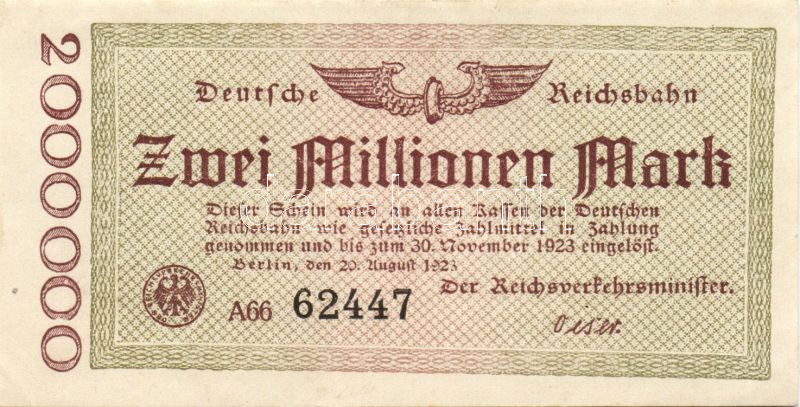 2000000
Deutsche Reichsbahn
Zwei Millionen Mark
Dieser Schein wird an allen Kassen der Deutschen
Reichsbahn wie gesetzliche Zahlmittel in Zahlung
genommen und bis zum 30. November 1923 eingelöst.
Berlin, den 20. August 1923
Der Reichsverkehrsminister.
A66 62447
Oeser.